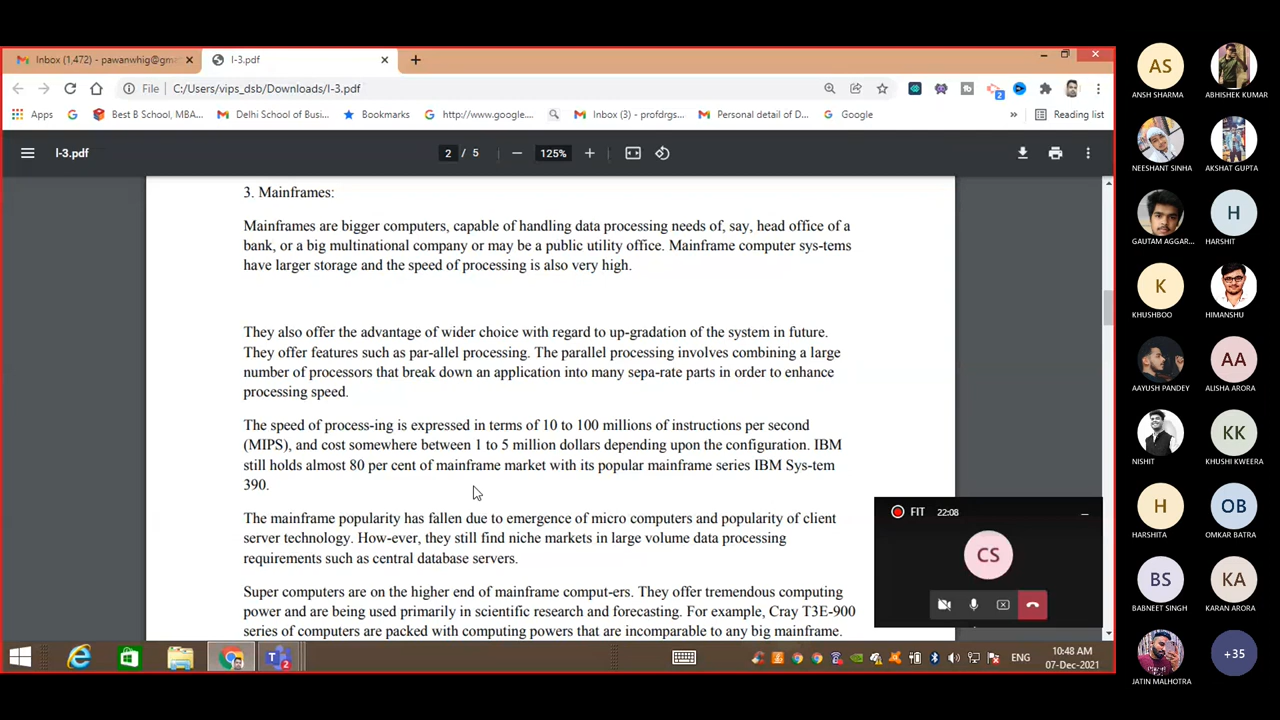 Inbox (1,472) - pawanwhig@gma
I-3.pdf
File
C:/Users/vips_dsb/Downloads/I-3.pdf
Apps
Best B School, MBA...
Delhi School of Busi...
Bookmarks
http://www.google....
Inbox (3) - profdrgs...
Personal detail of D...
Google
»
Reading list
I-3.pdf
2 / 5
125%
3. Mainframes:
Mainframes are bigger computers, capable of handling data processing needs of, say, head office of a
bank, or a big multinational company or may be a public utility office. Mainframe computer sys-tems
have larger storage and the speed of processing is also very high.
They also offer the advantage of wider choice with regard to up-gradation of the system in future.
They offer features such as par-allel processing. The parallel processing involves combining a large
number of processors that break down an application into many sepa-rate parts in order to enhance
processing speed.
The speed of process-ing is expressed in terms of 10 to 100 millions of instructions per second
(MIPS), and cost somewhere between 1 to 5 million dollars depending upon the configuration. IBM
still holds almost 80 per cent of mainframe market with its popular mainframe series IBM Sys-tem
390.
The mainframe popularity has fallen due to emergence of micro computers and popularity of client
server technology. How-ever, they still find niche markets in large volume data processing
requirements such as central database servers.
Super computers are on the higher end of mainframe comput-ers. They offer tremendous computing
power and are being used primarily in scientific research and forecasting. For example, Cray T3E-900
series of computers are packed with computing powers that are incomparable to any big mainframe.
FIT
22:08
CS
ENG
10:48 AM
07-Dec-2021
AS
ANSH SHARMA
ABHISHEK KUMAR
NEESHANT SINHA
AKSHAT GUPTA
GAUTAM AGGAR...
H
HARSHIT
K
KHUSHBOO
HIMANSHU
AAYUSH PANDEY
AA
ALISHA ARORA
NISHIT
KK
KHUSHI KWEERA
H
HARSHITA
OB
OMKAR BATRA
BS
BABNEET SINGH
KA
KARAN ARORA
JATIN MALHOTRA
+35